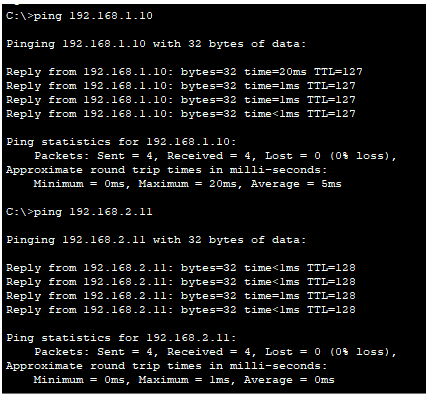 C:\>ping 192.168.1.10
Pinging 192.168.1.10 with 32 bytes of data:
Reply from 192.168.1.10: bytes=32 time=20ms TTL=127
Reply from 192.168.1.10: bytes=32 time=1ms TTL=127
Reply from 192.168.1.10: bytes=32 time=1ms TTL=127
Reply from 192.168.1.10: bytes=32 time<1ms TTL=127
Ping statistics for 192.168.1.10:
Packets: Sent = 4, Received = 4, Lost = 0 (0% loss),
Approximate round trip times in milli-seconds:
Minimum = 0ms, Maximum = 20ms, Average = 5ms
C:\>ping 192.168.2.11
Pinging 192.168.2.11 with 32 bytes of data:
Reply from 192.168.2.11: bytes=32 time<1ms TTL=128
Reply from 192.168.2.11: bytes=32 time<1ms TTL=128
Reply from 192.168.2.11: bytes=32 time=1ms TTL=128
Reply from 192.168.2.11: bytes=32 time<1ms TTL=128
Ping statistics for 192.168.2.11:
Packets: Sent = 4, Received = 4, Lost = 0 (0% loss),
Approximate round trip times in milli-seconds:
Minimum = 0ms, Maximum = 1ms, Average = 0ms